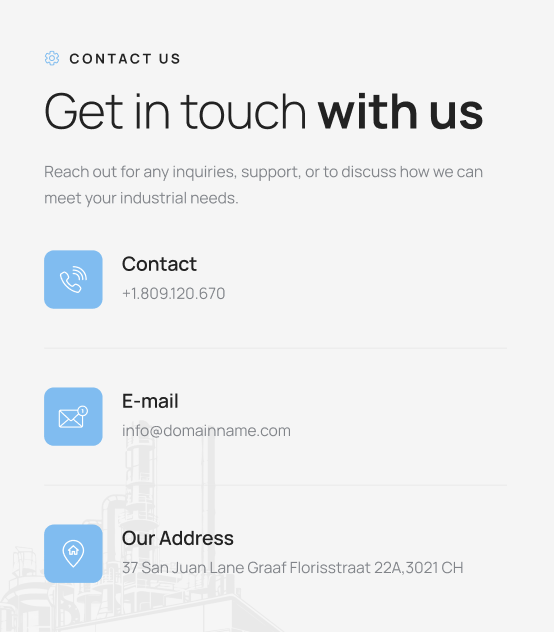 CONTACT US
Get in touch with us
Reach out for any inquiries, support, or to discuss how we can
meet your industrial needs.
Contact
+1.809.120.670
E-mail
info@domainname.com
Our Address
37 San Juan Lane Graaf Florisstraat 22A,3021 CH